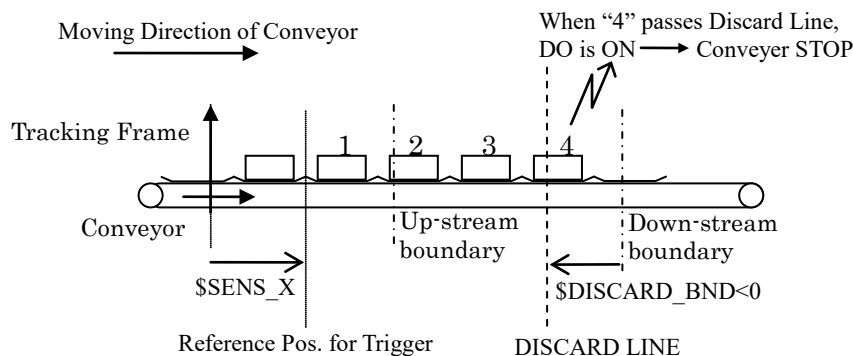 Moving Direction of Conveyor
When “4” passes Discard Line,
DO is ON
Conveyer STOP
Tracking Frame
1
2
3
4
Conveyor
Up-stream
boundary
Down-stream
boundary
$SENS_X
$DISCARD_BND<0
Reference Pos. for Trigger
DISCARD LINE